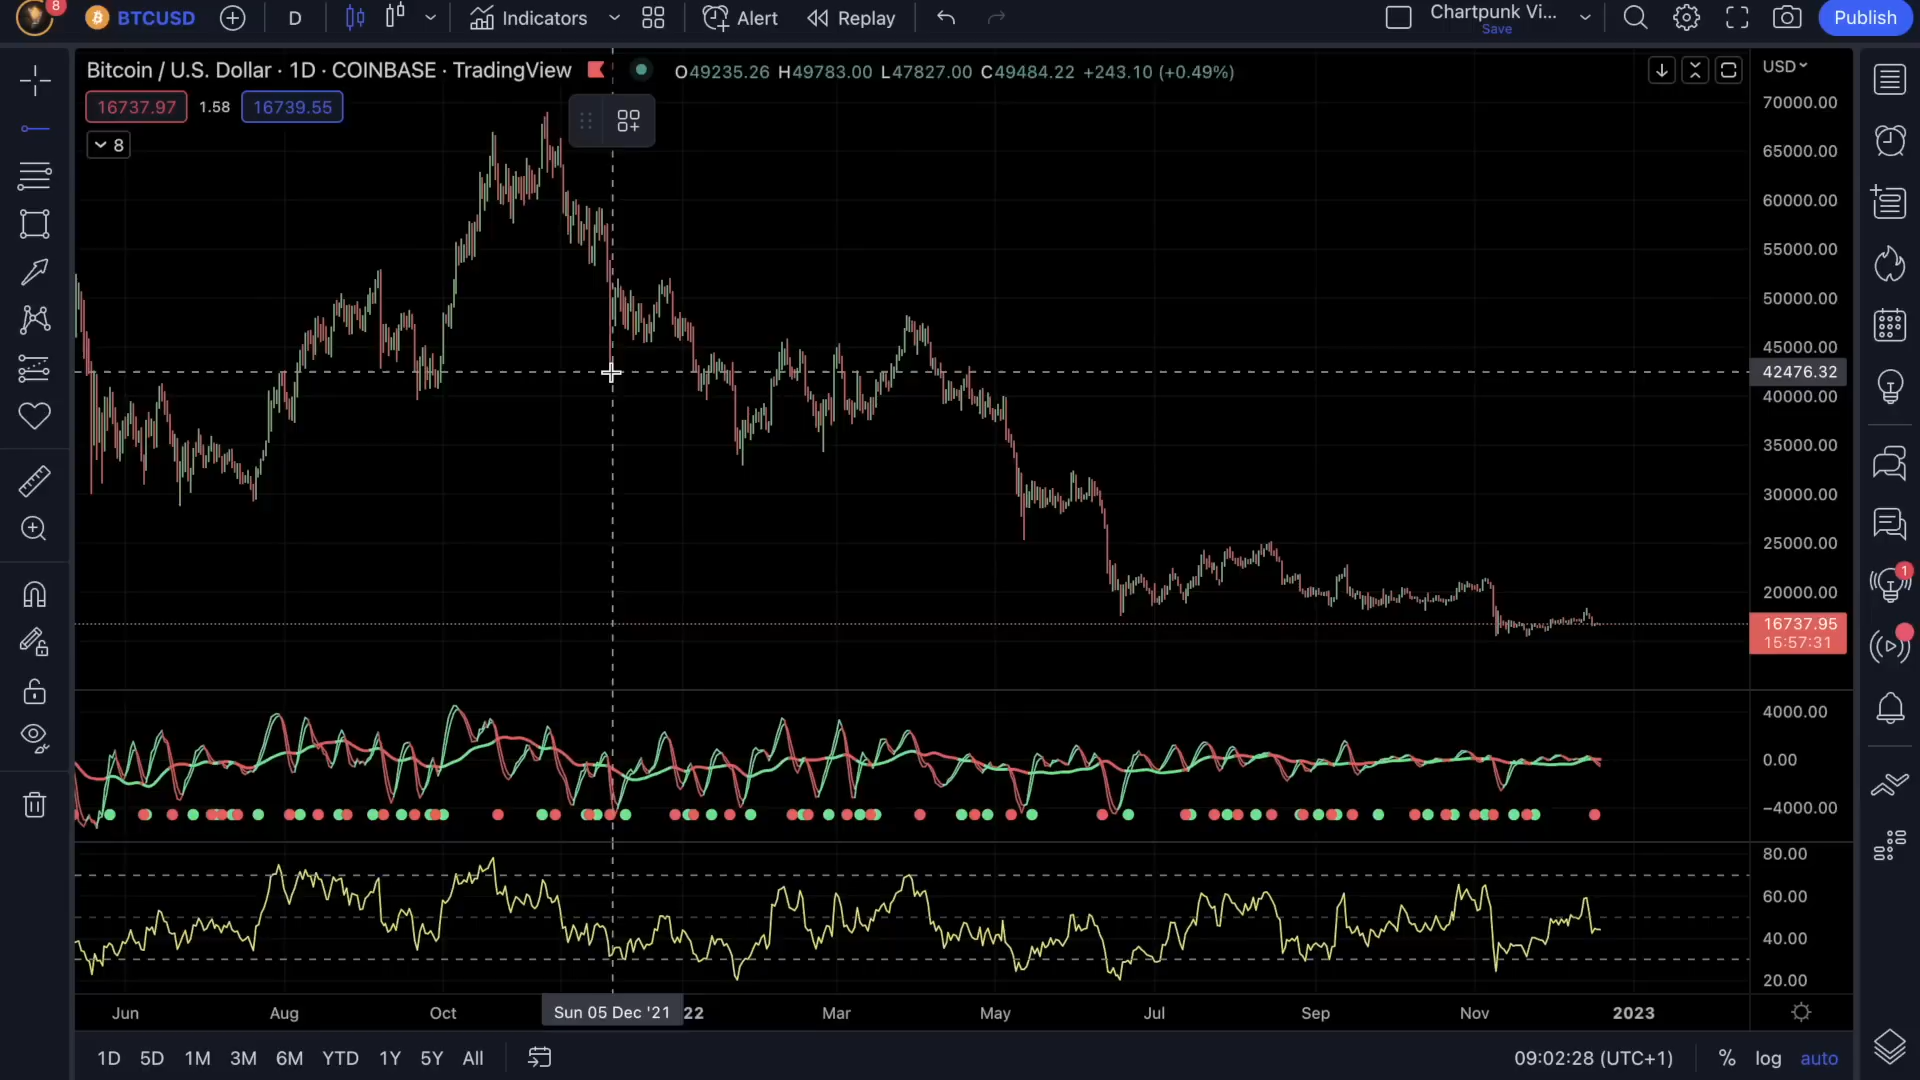 8
BTCUSD
D
Indicators
Alert
Replay
Chartpunk Vi...
Save
Publish
Bitcoin / U.S. Dollar · 1D · COINBASE · TradingView
O49235.26 H49783.00 L47827.00 C49484.22 +243.10 (+0.49%)
USD
16737.97
1.58
16739.55
8
70000.00
65000.00
60000.00
55000.00
50000.00
45000.00
42476.32
40000.00
35000.00
30000.00
25000.00
20000.00
16737.95
15:57:31
1
4000.00
0.00
−4000.00
80.00
60.00
40.00
20.00
Jun
Aug
Oct
Sun 05 Dec '21
22
Mar
May
Jul
Sep
Nov
2023
1D
5D
1M
3M
6M
YTD
1Y
5Y
All
09:02:28 (UTC+1)
%
log
auto